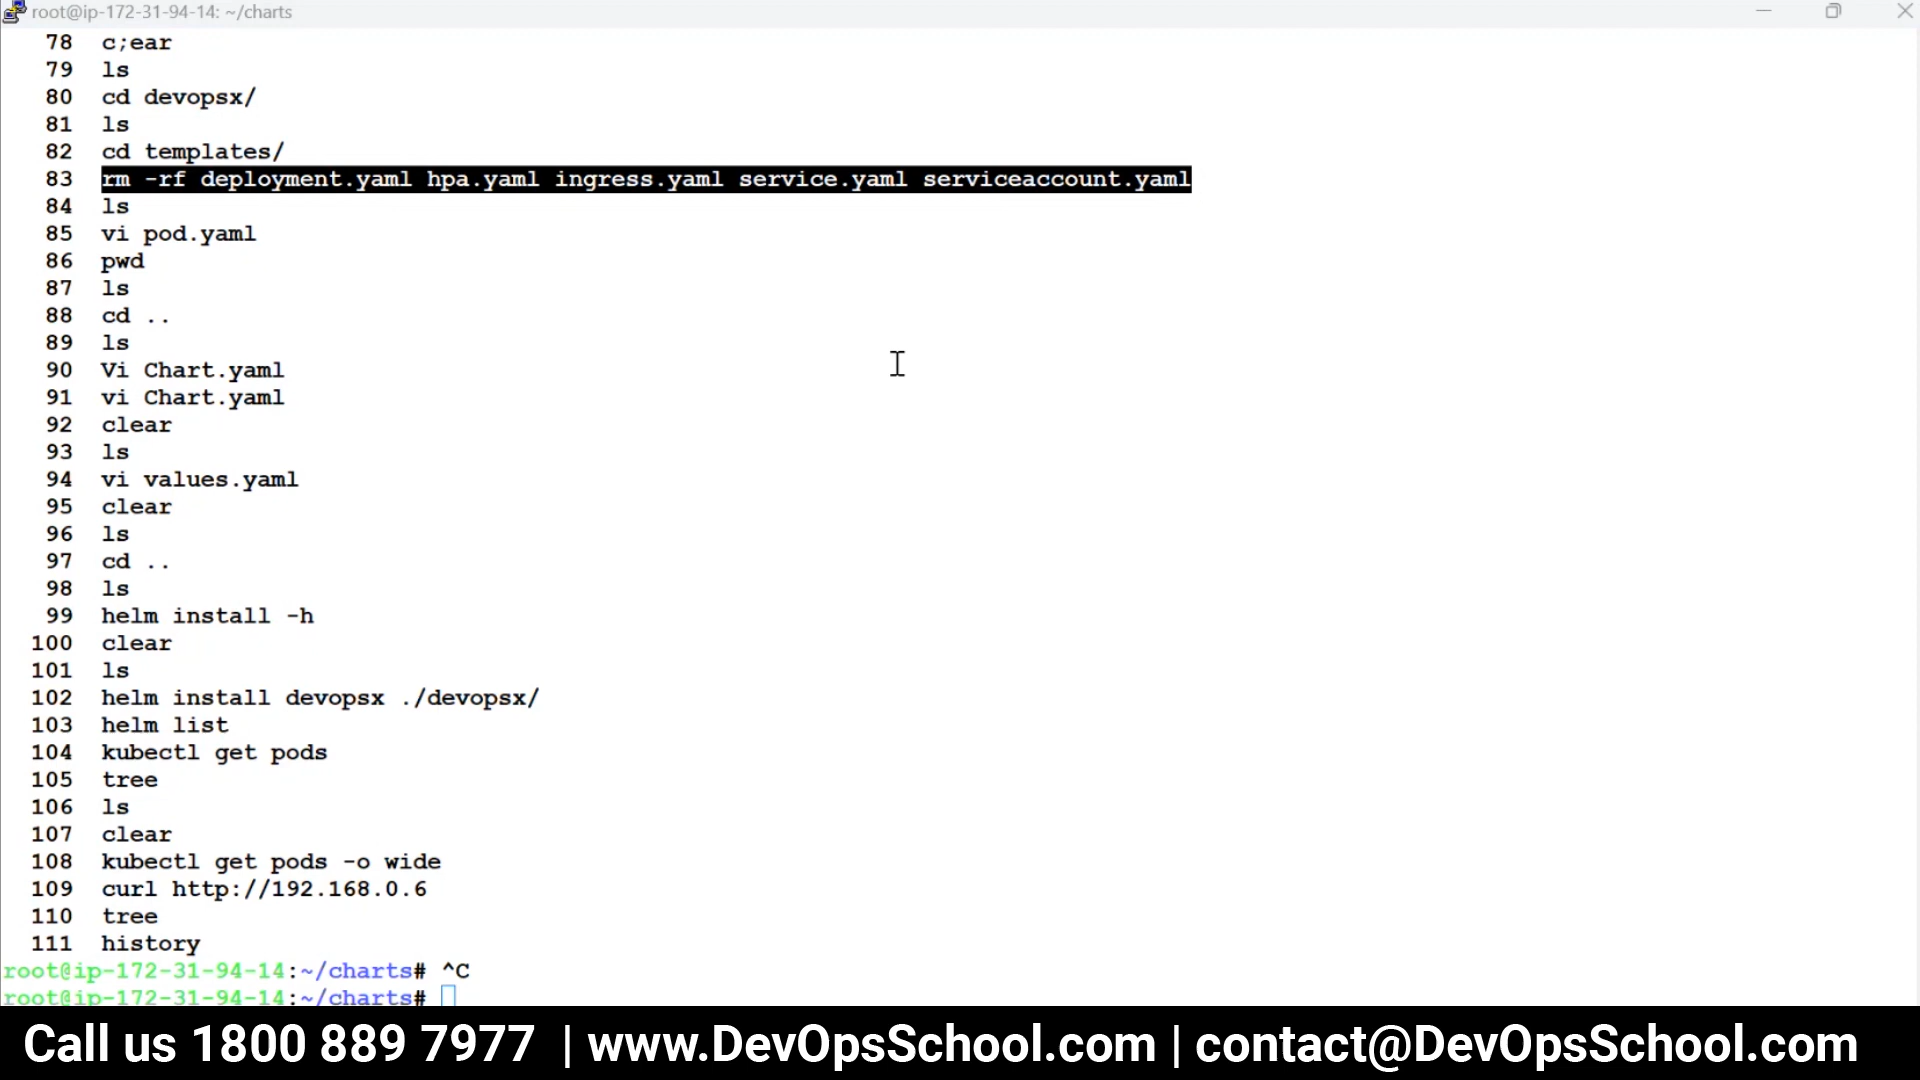 root@ip-172-31-94-14: ~/charts
78 c;ear
79 ls
80 cd devopsx/
81 ls
82 cd templates/
83 rm -rf deployment.yaml hpa.yaml ingress.yaml service.yaml serviceaccount.yaml
84 ls
85 vi pod.yaml
86 pwd
87 ls
88 cd ..
89 ls
90 Vi Chart.yaml
91 vi Chart.yaml
92 clear
93 ls
94 vi values.yaml
95 clear
96 ls
97 cd ..
98 ls
99 helm install -h
100 clear
101 ls
102 helm install devopsx ./devopsx/
103 helm list
104 kubectl get pods
105 tree
106 ls
107 clear
108 kubectl get pods -o wide
109 curl http://192.168.0.6
110 tree
111 history
root@ip-172-31-94-14:~/charts# ^C
root@ip-172-31-94-14:~/charts#
Call us 1800 889 7977 | www.DevOpsSchool.com | contact@DevOpsSchool.com